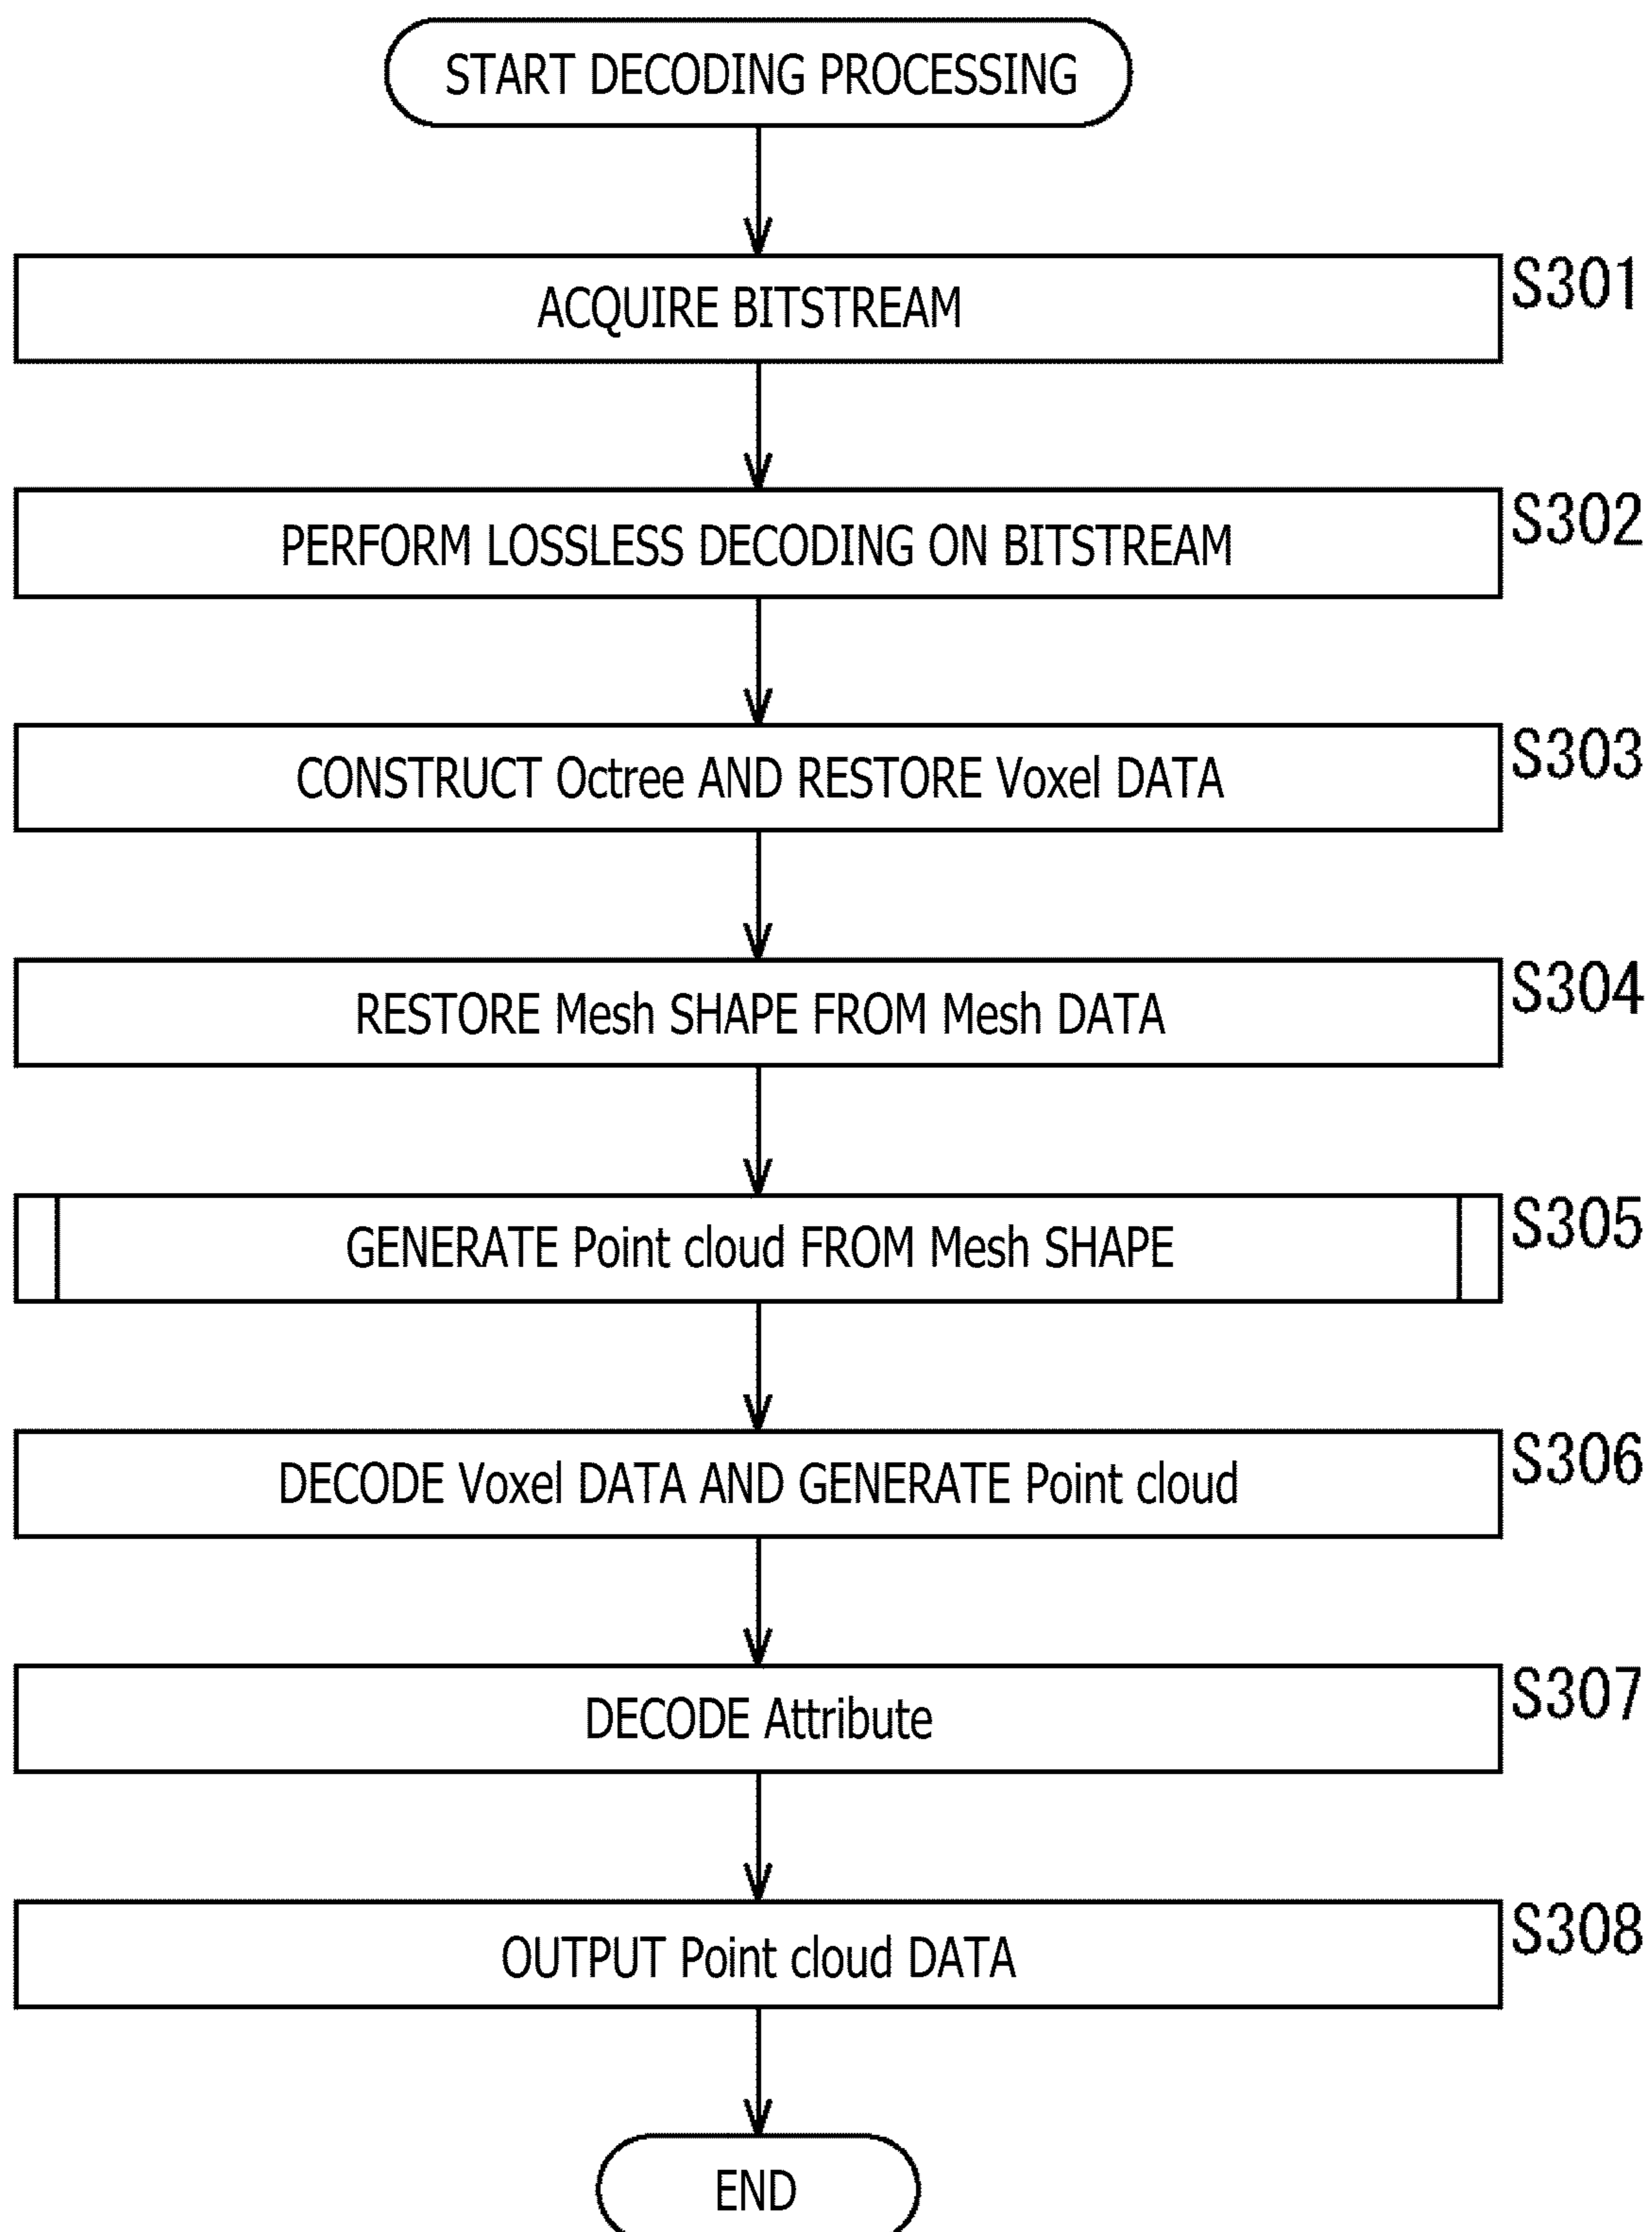 START DECODING PROCESSING
ACQUIRE BITSTREAM
S301
PERFORM LOSSLESS DECODING ON BITSTREAM
S302
CONSTRUCT Octree AND RESTORE Voxel DATA
S303
RESTORE Mesh SHAPE FROM Mesh DATA
S304
GENERATE Point cloud FROM Mesh SHAPE
S305
DECODE Voxel DATA AND GENERATE Point cloud
S306
DECODE Attribute
S307
OUTPUT Point cloud DATA
S308
END